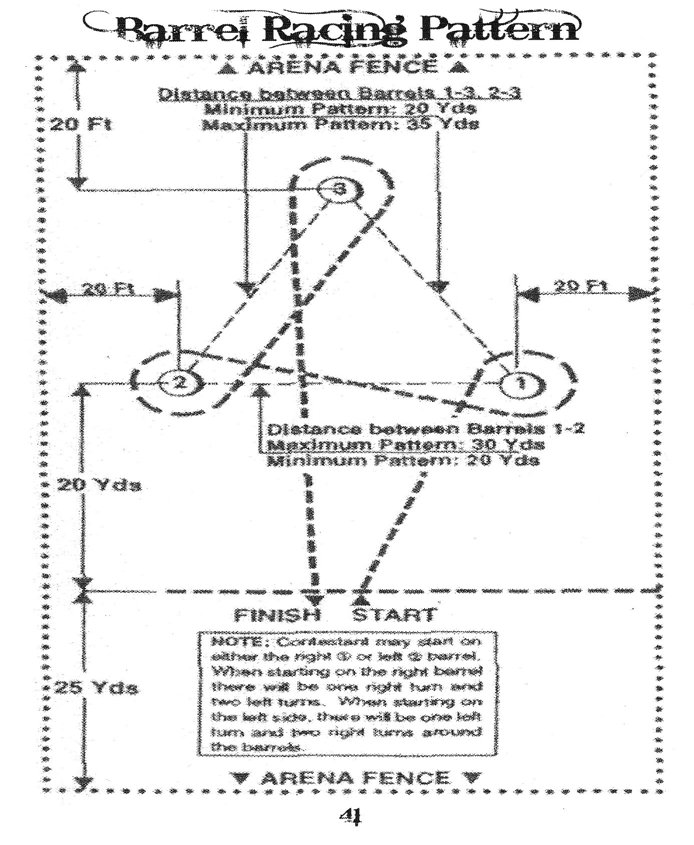 Barrel Racing Pattern
▲ ARENA FENCE ▲
Distance between Barrels 1-3, 2-3
Minimum Pattern: 20 Yds
Maximum Pattern: 35 Yds
20 Ft
3
20 Ft
20 Ft
2
1
Distance between Barrels 1-2
Maximum Pattern: 30 Yds
Minimum Pattern: 20 Yds
20 Yds
FINISH START
NOTE: Contestant may start on
either the right ① or left ② barrel.
When starting on the right barrel
there will be one right turn and
two left turns. When starting on
the left side, there will be one left
turn and two right turns around
the barrels.
25 Yds
▼ ARENA FENCE ▼
41